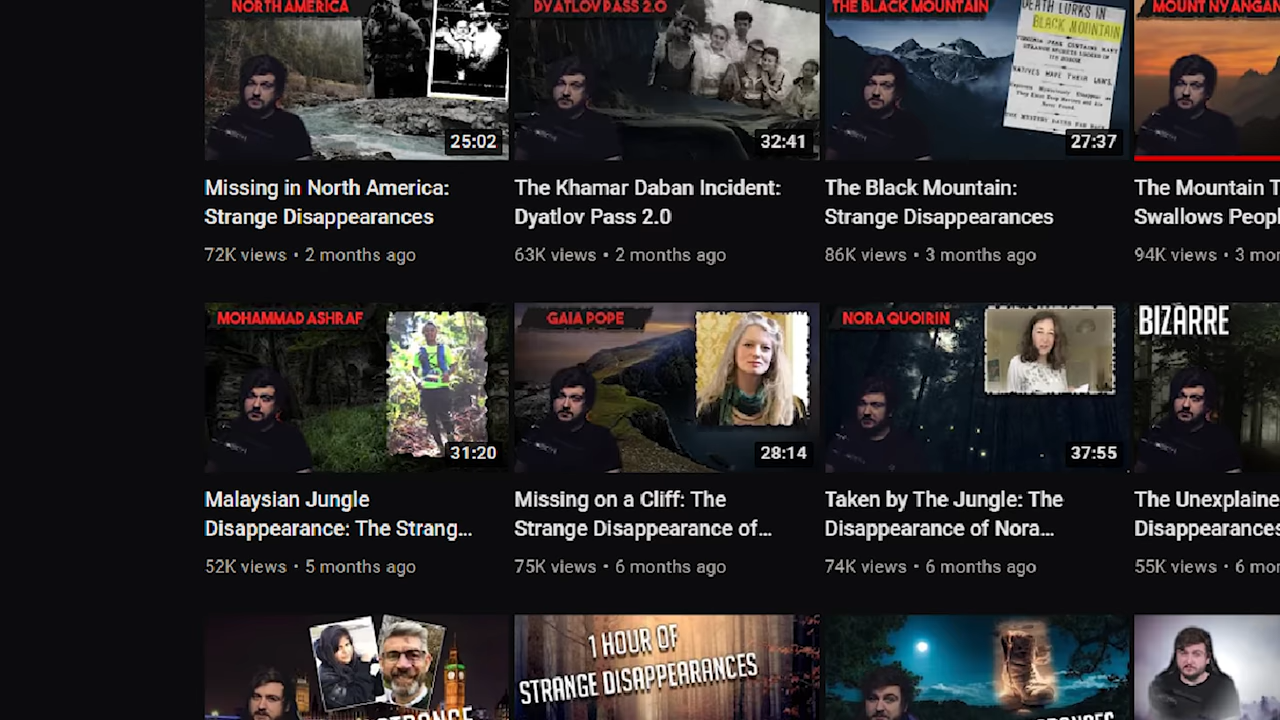 NORTH AMERICA
DYATLOV PASS 2.0
THE BLACK MOUNTAIN
MOUNT NYANGAN
DEATH LURKS IN
BLACK MOUNTAIN
25:02
32:41
27:37
Missing in North America:
Strange Disappearances
72K views • 2 months ago
The Khamar Daban Incident:
Dyatlov Pass 2.0
63K views • 2 months ago
The Black Mountain:
Strange Disappearances
86K views • 3 months ago
The Mountain T
Swallows Peopl
94K views • 3 mon
MOHAMMAD ASHRAF
GAIA POPE
NORA QUOIRIN
BIZARRE
31:20
28:14
37:55
Malaysian Jungle
Disappearance: The Strang...
52K views • 5 months ago
Missing on a Cliff: The
Strange Disappearance of...
75K views • 6 months ago
Taken by The Jungle: The
Disappearance of Nora...
74K views • 6 months ago
The Unexplaine
Disappearances
55K views • 6 mon
1 HOUR OF
STRANGE DISAPPEARANCES